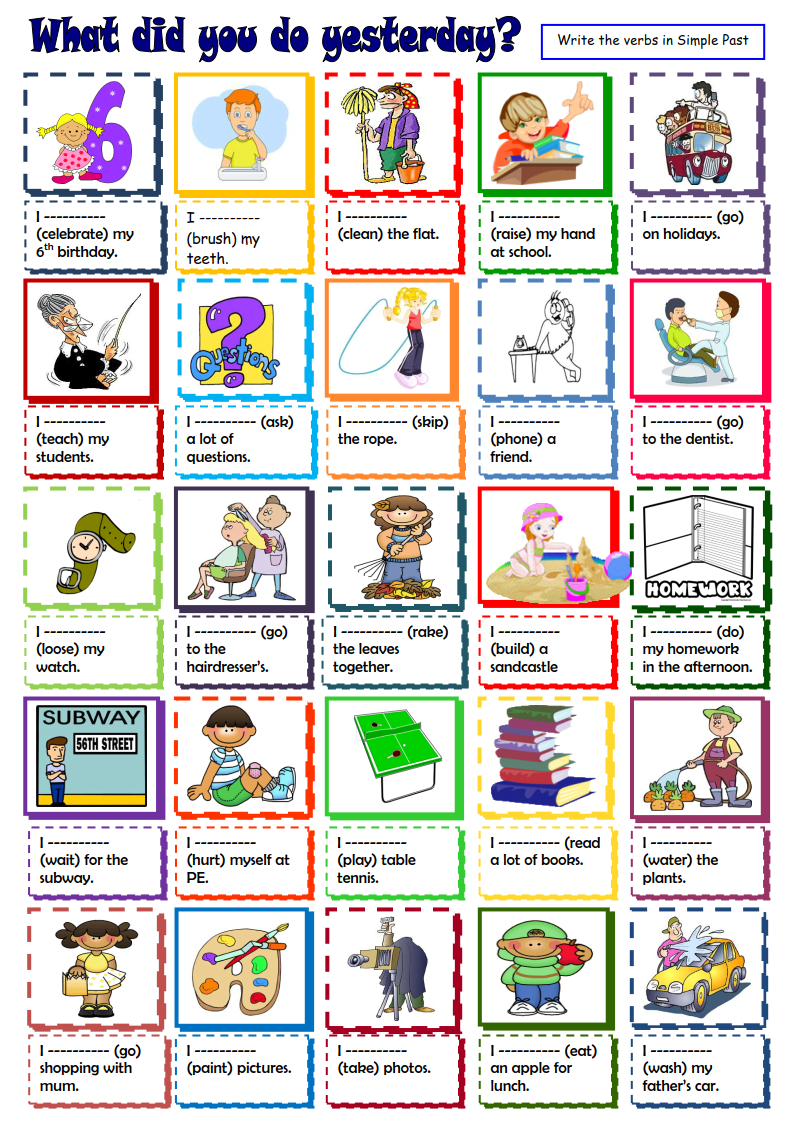 What did you do yesterday?
Write the verbs in Simple Past
6
BUS
I ----------
(celebrate) my
6th birthday.
I ----------
(brush) my
teeth.
I ----------
(clean) the flat.
I ----------
(raise) my hand
at school.
I ---------- (go)
on holidays.
?
Questions
I ----------
(teach) my
students.
I ---------- (ask)
a lot of
questions.
I ---------- (skip)
the rope.
I ----------
(phone) a
friend.
I ---------- (go)
to the dentist.
HOMEWORK
I ----------
(loose) my
watch.
I ---------- (go)
to the
hairdresser's.
I ---------- (rake)
the leaves
together.
I ----------
(build) a
sandcastle
I ---------- (do)
my homework
in the afternoon.
SUBWAY
56TH STREET
I ----------
(wait) for the
subway.
I ----------
(hurt) myself at
PE.
I ----------
(play) table
tennis.
I ---------- (read
a lot of books.
I ----------
(water) the
plants.
I ---------- (go)
shopping with
mum.
I ----------
(paint) pictures.
I ----------
(take) photos.
I ---------- (eat)
an apple for
lunch.
I ----------
(wash) my
father's car.